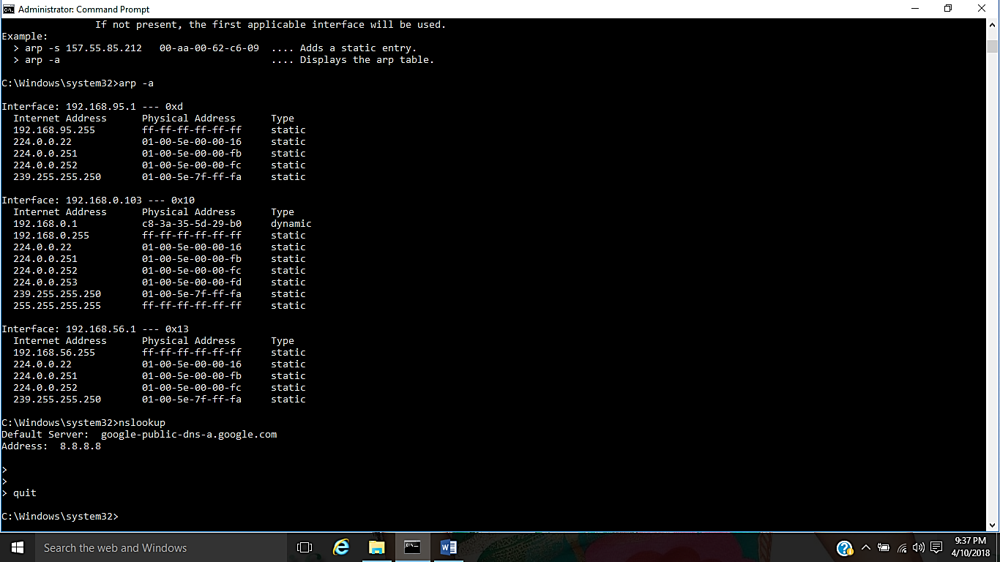 Administrator: Command Prompt
If not present, the first applicable interface will be used.
Example:
> arp -s 157.55.85.212   00-aa-00-62-c6-09  .... Adds a static entry.
> arp -a                                    .... Displays the arp table.
C:\Windows\system32>arp -a
Interface: 192.168.95.1 --- 0xd
Internet Address      Physical Address      Type
192.168.95.255        ff-ff-ff-ff-ff-ff     static
224.0.0.22            01-00-5e-00-00-16     static
224.0.0.251           01-00-5e-00-00-fb     static
224.0.0.252           01-00-5e-00-00-fc     static
239.255.255.250       01-00-5e-7f-ff-fa     static
Interface: 192.168.0.103 --- 0x10
Internet Address      Physical Address      Type
192.168.0.1           c8-3a-35-5d-29-b0     dynamic
192.168.0.255         ff-ff-ff-ff-ff-ff     static
224.0.0.22            01-00-5e-00-00-16     static
224.0.0.251           01-00-5e-00-00-fb     static
224.0.0.252           01-00-5e-00-00-fc     static
224.0.0.253           01-00-5e-00-00-fd     static
239.255.255.250       01-00-5e-7f-ff-fa     static
255.255.255.255       ff-ff-ff-ff-ff-ff     static
Interface: 192.168.56.1 --- 0x13
Internet Address      Physical Address      Type
192.168.56.255        ff-ff-ff-ff-ff-ff     static
224.0.0.22            01-00-5e-00-00-16     static
224.0.0.251           01-00-5e-00-00-fb     static
224.0.0.252           01-00-5e-00-00-fc     static
239.255.255.250       01-00-5e-7f-ff-fa     static
C:\Windows\system32>nslookup
Default Server:  google-public-dns-a.google.com
Address:  8.8.8.8
>
>
> quit
C:\Windows\system32>
Search the web and Windows
9:37 PM
4/10/2018